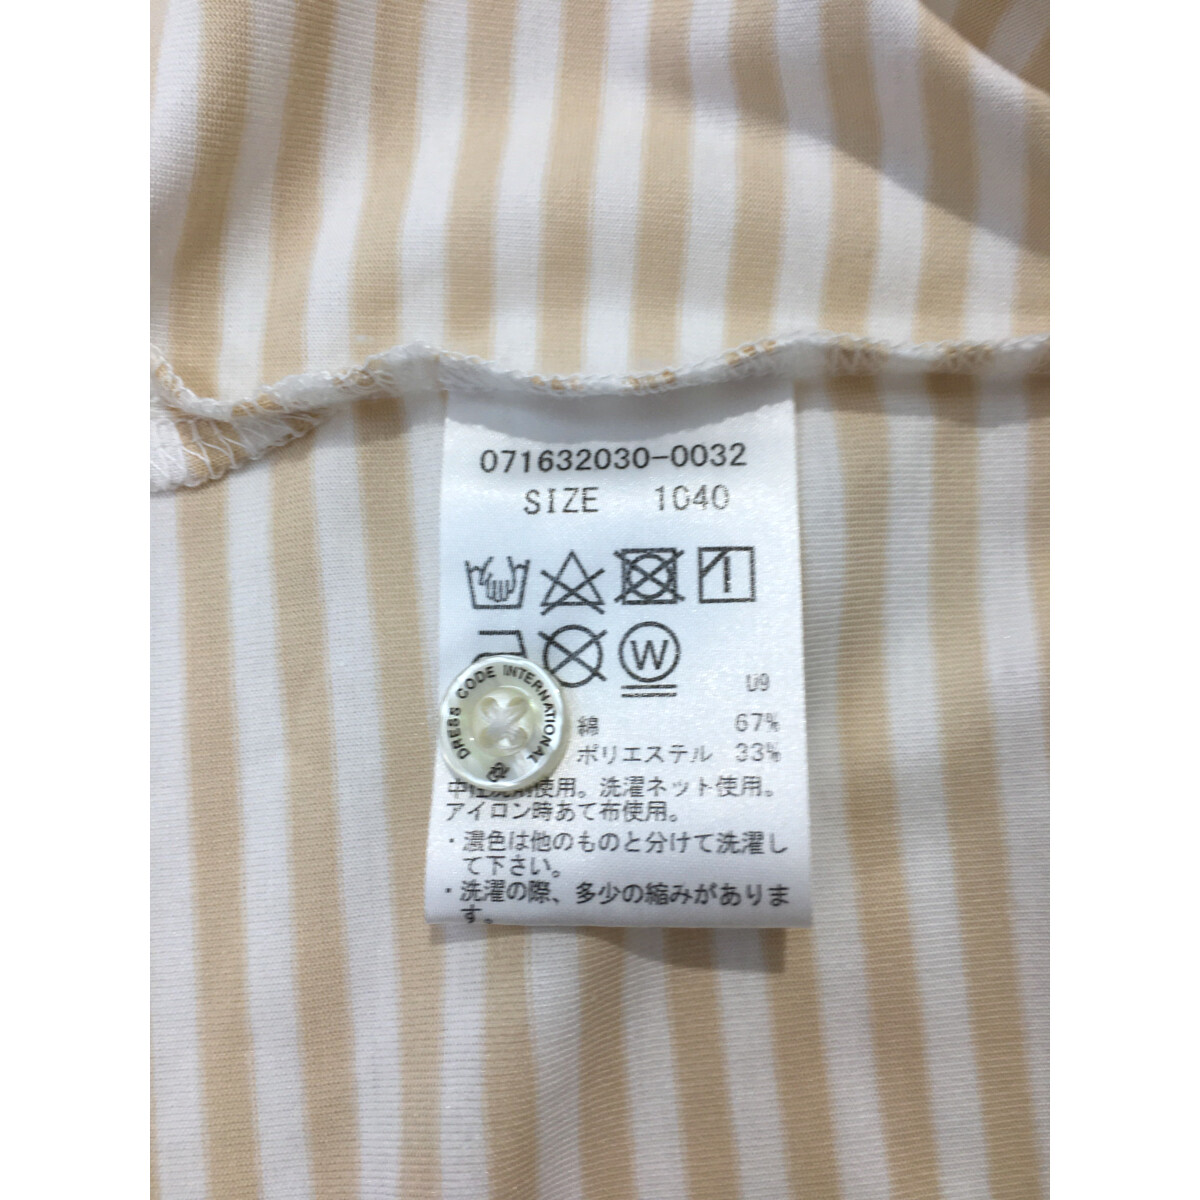 071632030-0032
SIZE 1040
W
U9
綿 67%
ポリエステル 33%
DRESS CODE INTERNATIONAL
中性洗剤使用。洗濯ネット使用。
アイロン時あて布使用。
・濃色は他のものと分けて洗濯し
て下さい。
・洗濯の際、多少の縮みがありま
す。